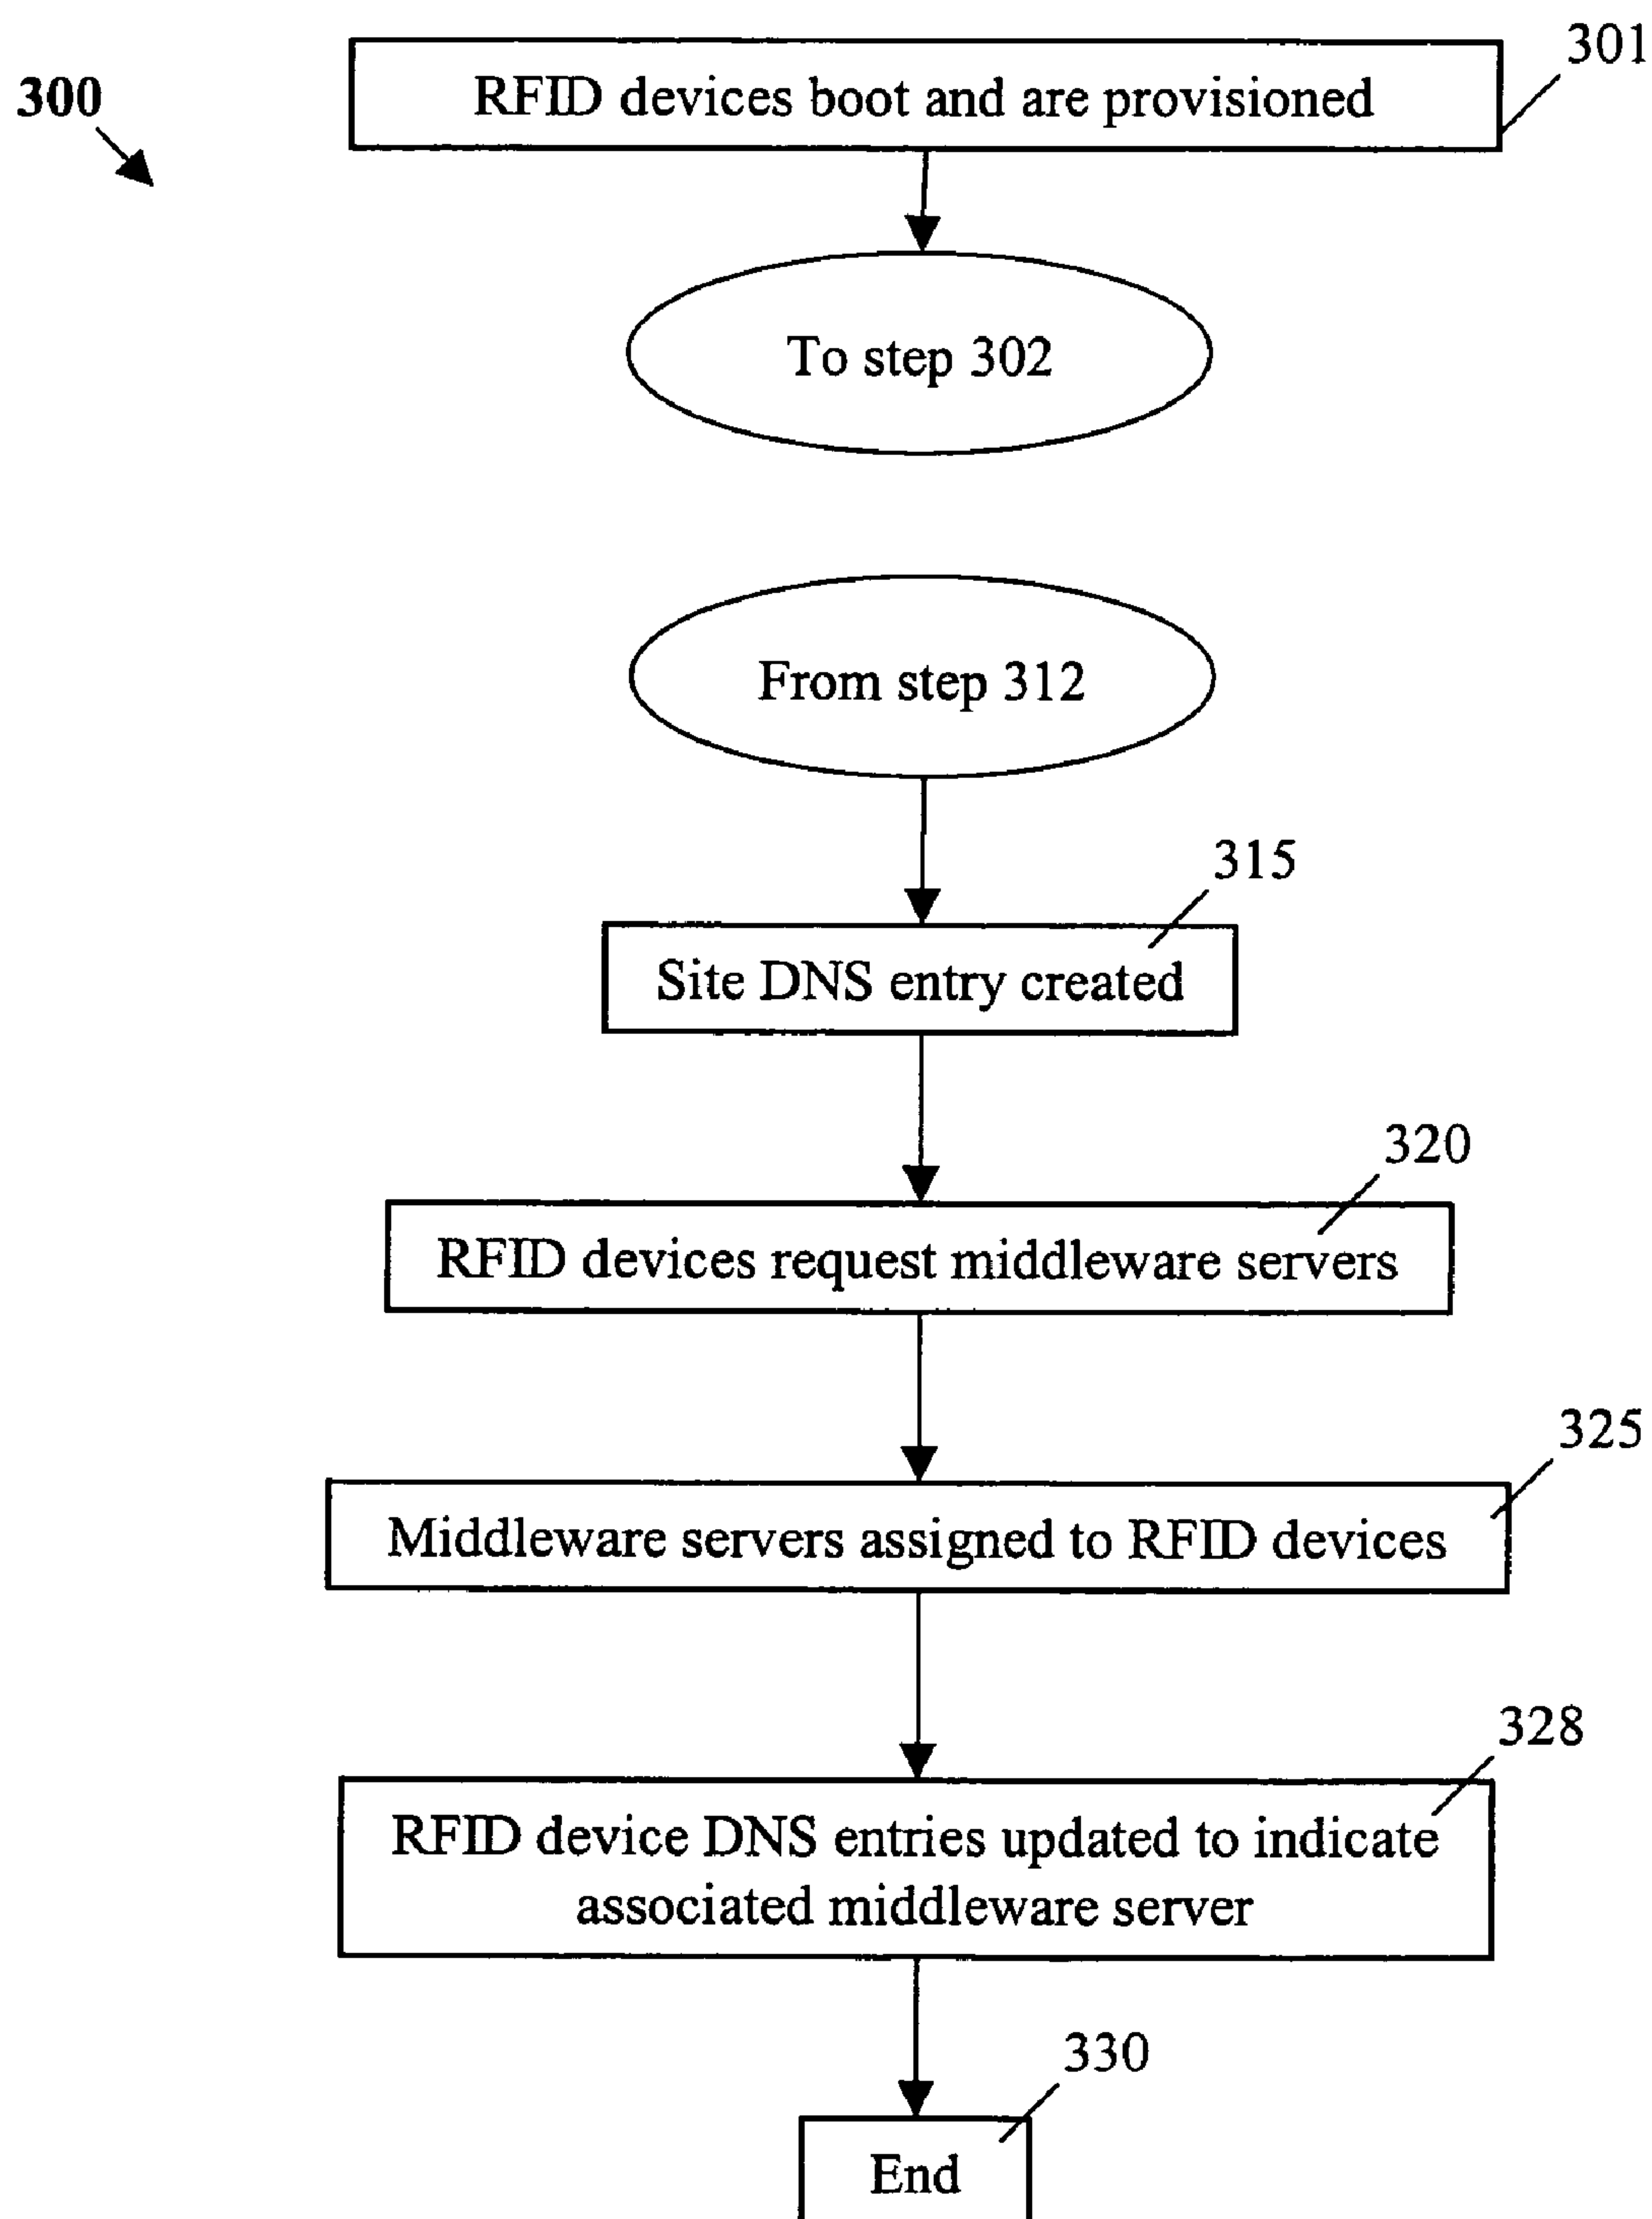 301
300
RFID devices boot and are provisioned
To step 302
From step 312
315
Site DNS entry created
320
RFID devices request middleware servers
325
Middleware servers assigned to RFID devices
328
RFID device DNS entries updated to indicate
associated middleware server
330
End